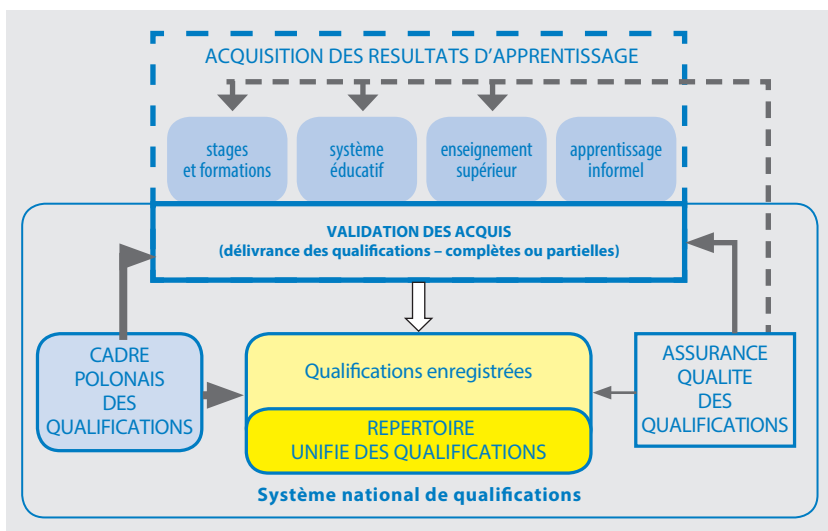 ACQUISITION DES RESULTATS D'APPRENTISSAGE
stages
et formations
système
éducatif
enseignement
supérieur
apprentissage
informel
VALIDATION DES ACQUIS
(délivrance des qualifications – complètes ou partielles)
CADRE
POLONAIS
DES
QUALIFICATIONS
Qualifications enregistrées
REPERTOIRE
UNIFIE DES QUALIFICATIONS
ASSURANCE
QUALITE
DES
QUALIFICATIONS
Système national de qualifications